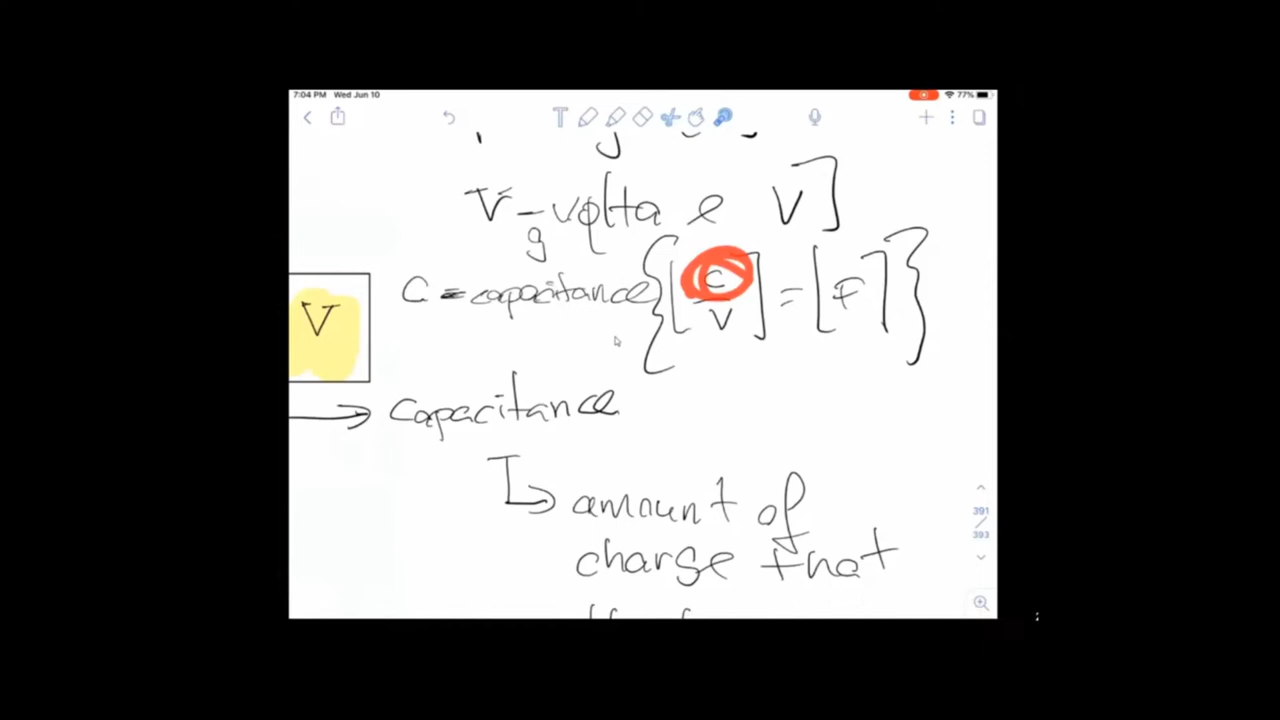 7:04 PM Wed Jun 10
77%
T
V - voltage V]
C = capacitance { [C/V] = [F] }
V
→ capacitance
↳ amount of
charge that
391
/
393